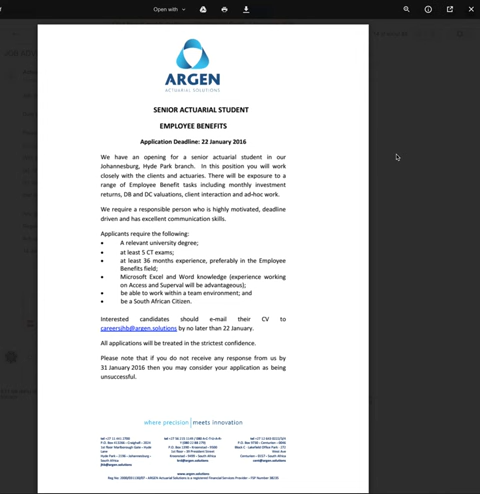 Open with
ARGEN
ACTUARIAL SOLUTIONS
SENIOR ACTUARIAL STUDENT
EMPLOYEE BENEFITS
Application Deadline: 22 January 2016
We have an opening for a senior actuarial student in our
Johannesburg, Hyde Park branch. In this position you will work
closely with the clients and actuaries. There will be exposure to a
range of Employee Benefit tasks including monthly investment
returns, DB and DC valuations, client interaction and ad-hoc work.
We require a responsible person who is highly motivated, deadline
driven and has excellent communication skills.
Applicants require the following:
• A relevant university degree;
• at least 5 CT exams;
• at least 36 months experience, preferably in the Employee
Benefits field;
• Microsoft Excel and Word knowledge (experience working
on Access and Superval will be advantageous);
• be able to work within a team environment; and
• be a South African Citizen.
Interested candidates should e-mail their CV to
careersjhb@argen.solutions by no later than 22 January.
All applications will be treated in the strictest confidence.
Please note that if you do not receive any response from us by
31 January 2016 then you may consider your application as being
unsuccessful.
where precision | meets innovation
www.argen.solutions